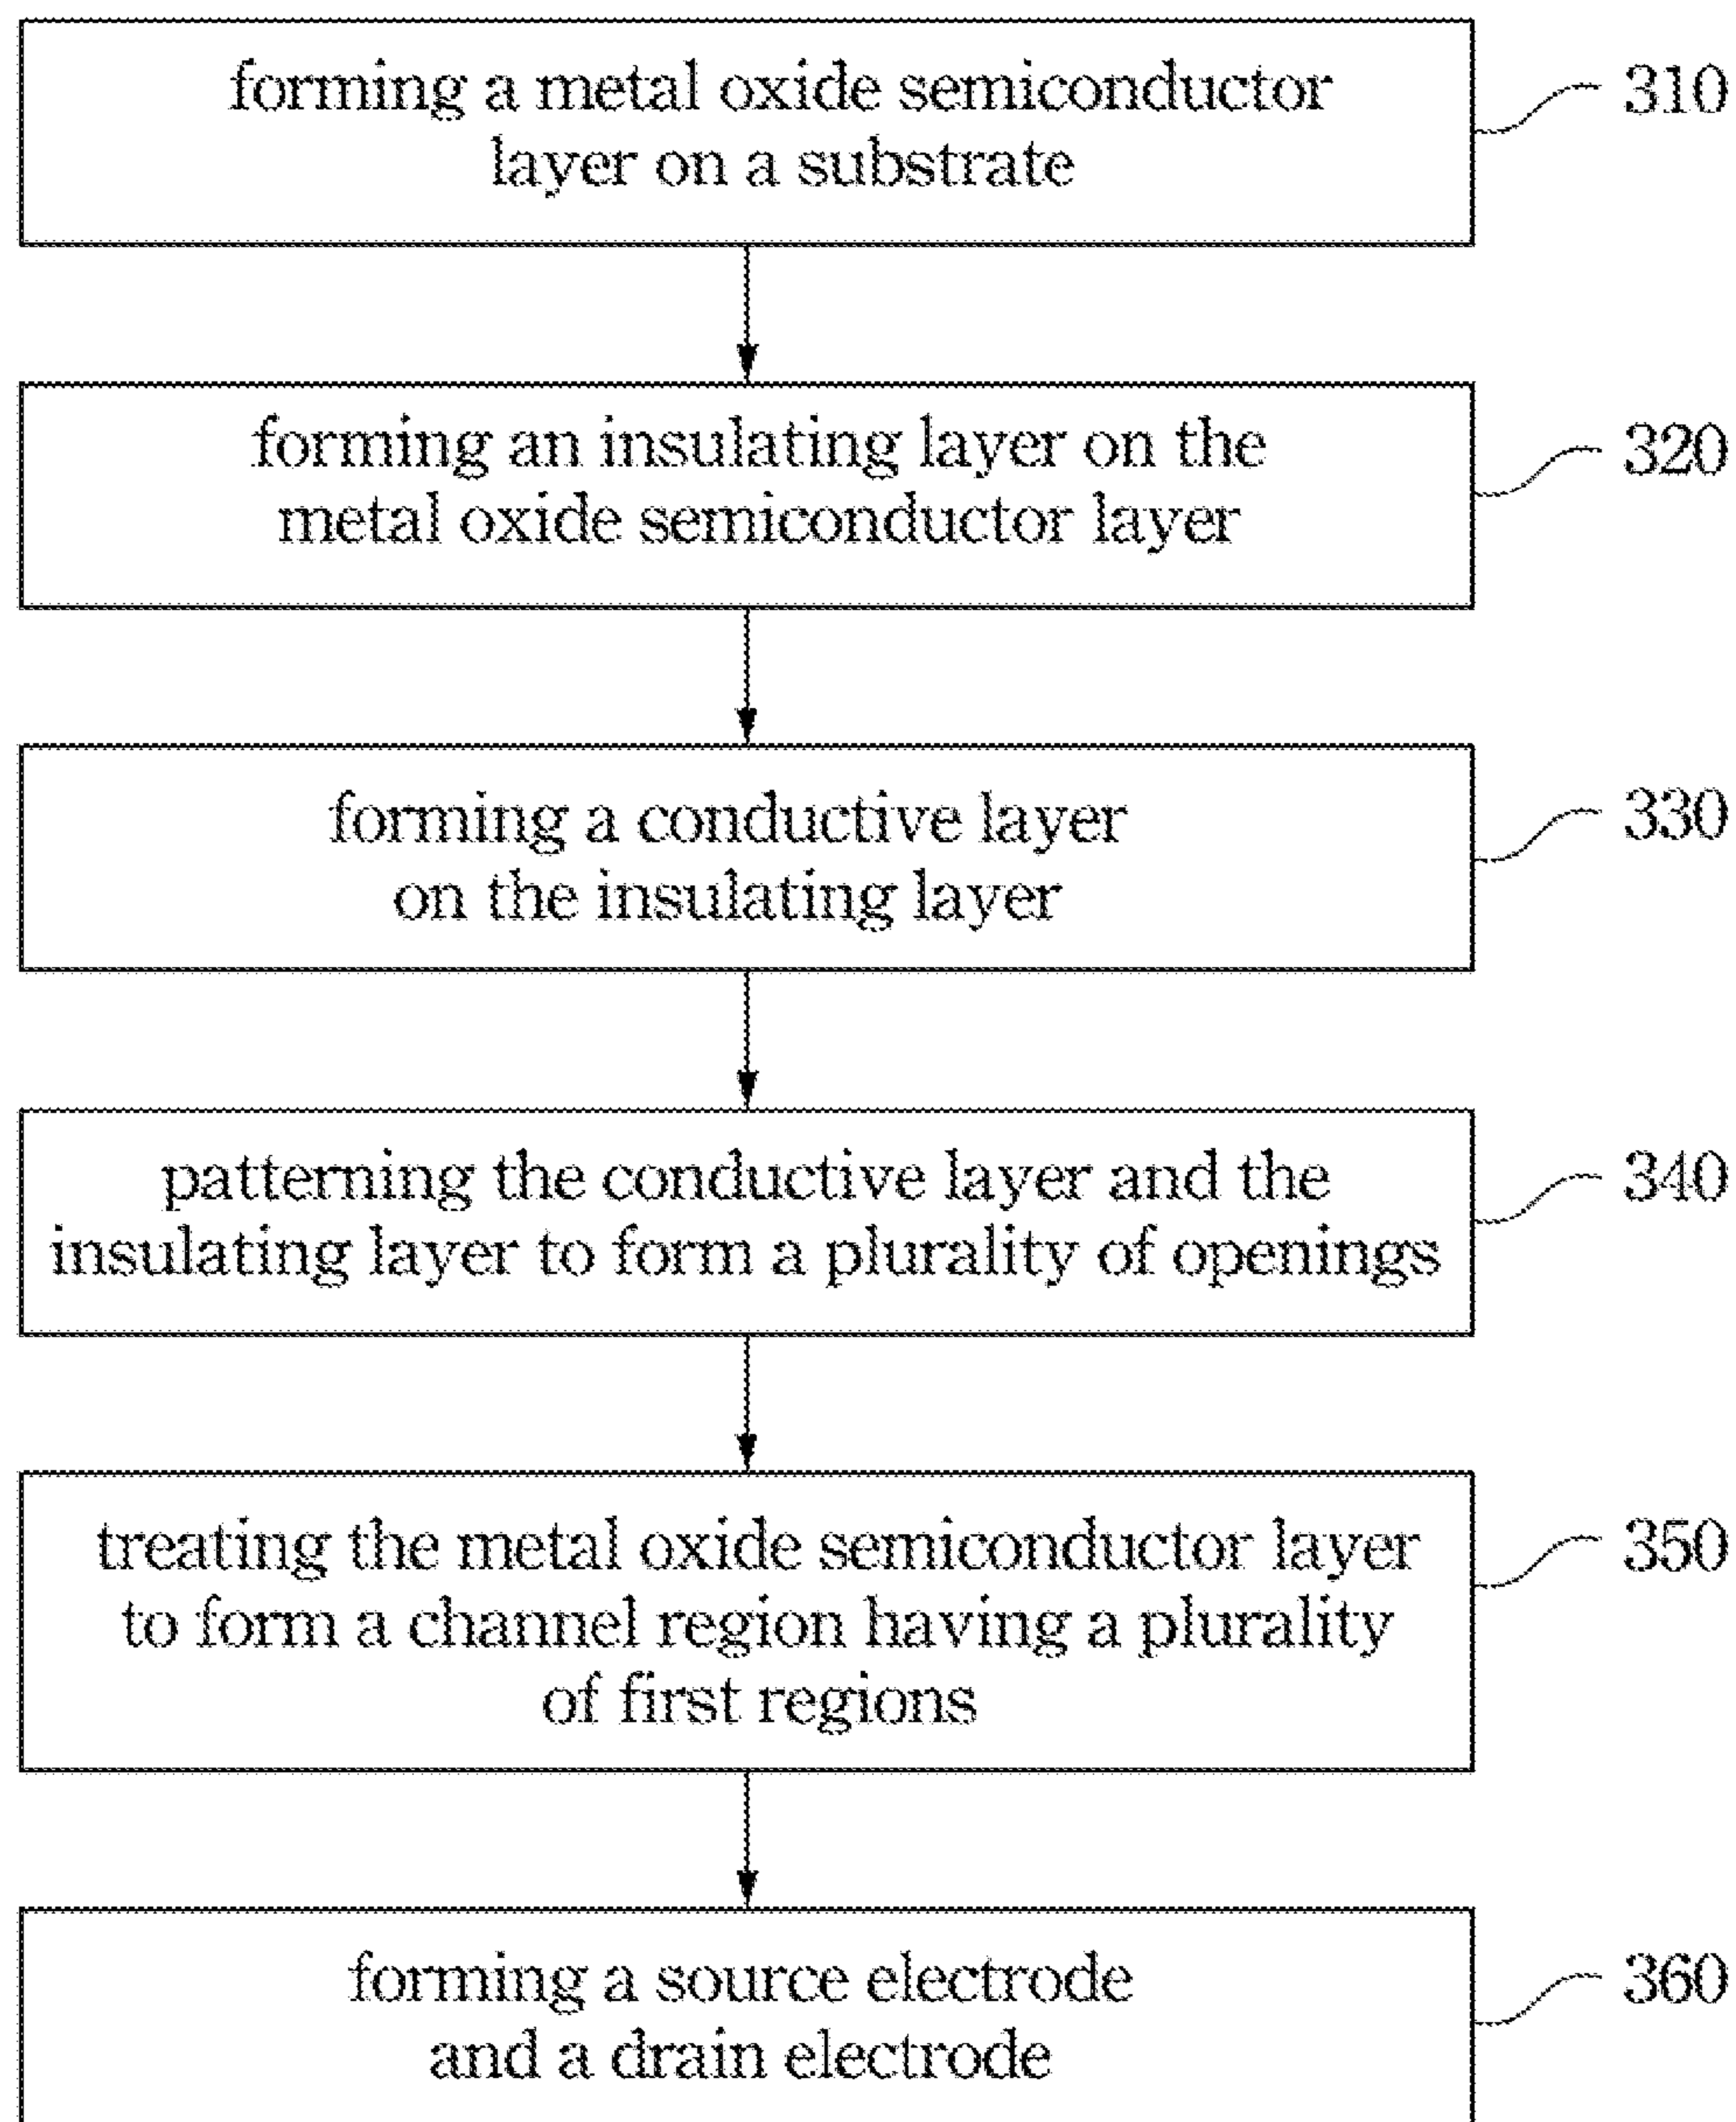 forming a metal oxide semiconductor
layer on a substrate
310
forming an insulating layer on the
metal oxide semiconductor layer
320
forming a conductive layer
on the insulating layer
330
patterning the conductive layer and the
insulating layer to form a plurality of openings
340
treating the metal oxide semiconductor layer
to form a channel region having a plurality
of first regions
350
forming a source electrode
and a drain electrode
360